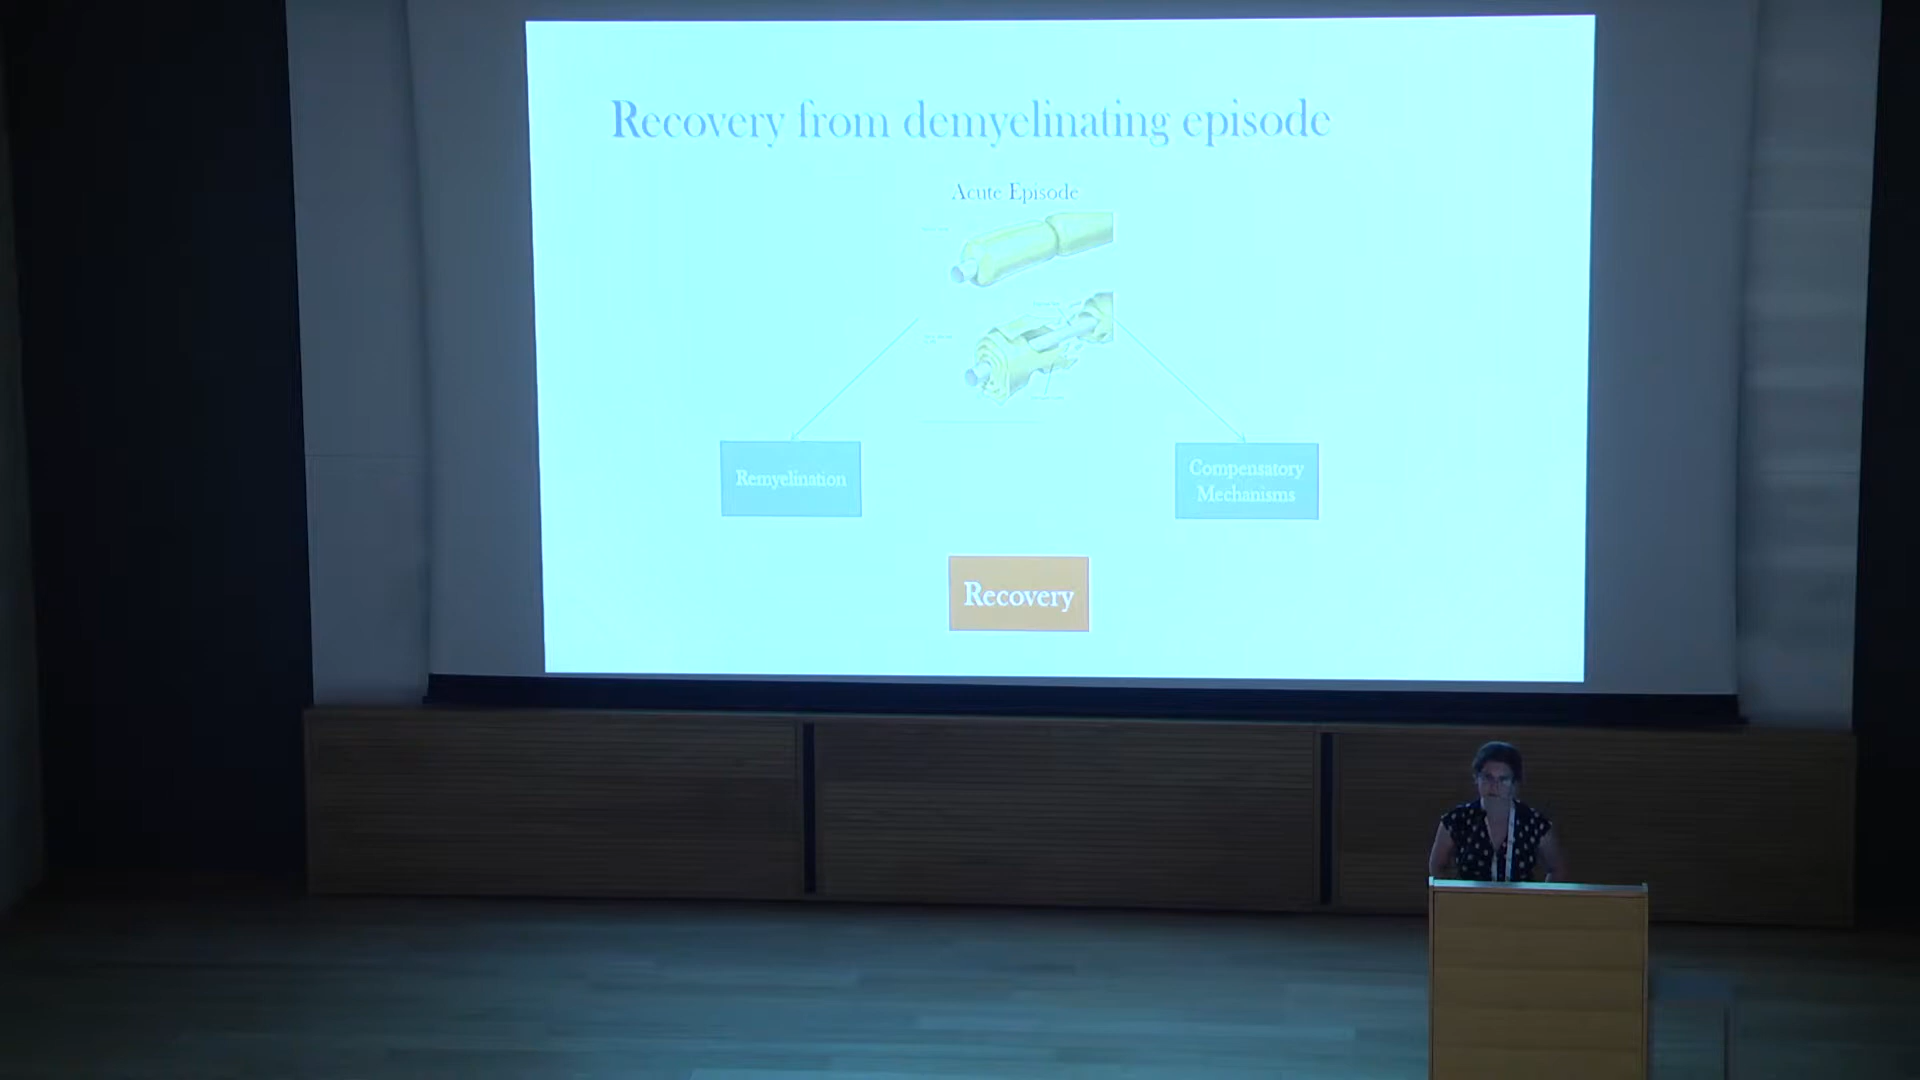 Recovery from demyelinating episode
Acute Episode
Remyelination
Compensatory
Mechanisms
Recovery